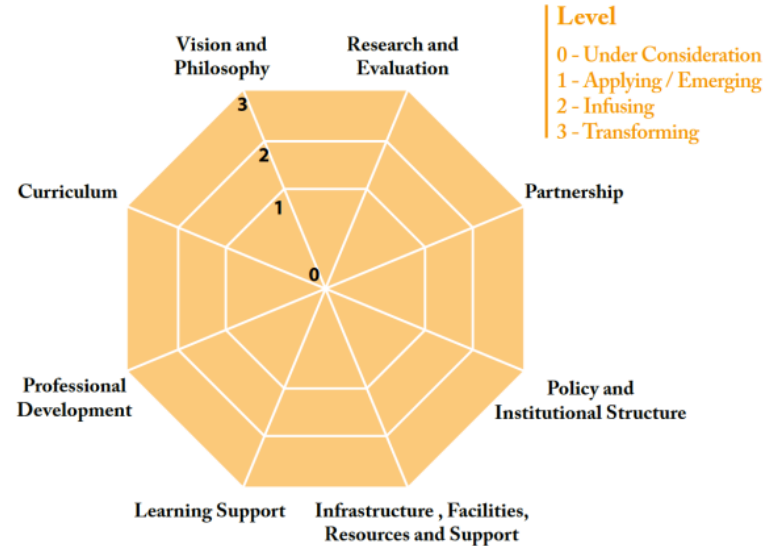 Level
0 - Under Consideration
1 - Applying / Emerging
2 - Infusing
3 - Transforming
Vision and
Philosophy
Research and
Evaluation
3
2
1
0
Curriculum
Partnership
Professional
Development
Policy and
Institutional Structure
Learning Support
Infrastructure , Facilities,
Resources and Support